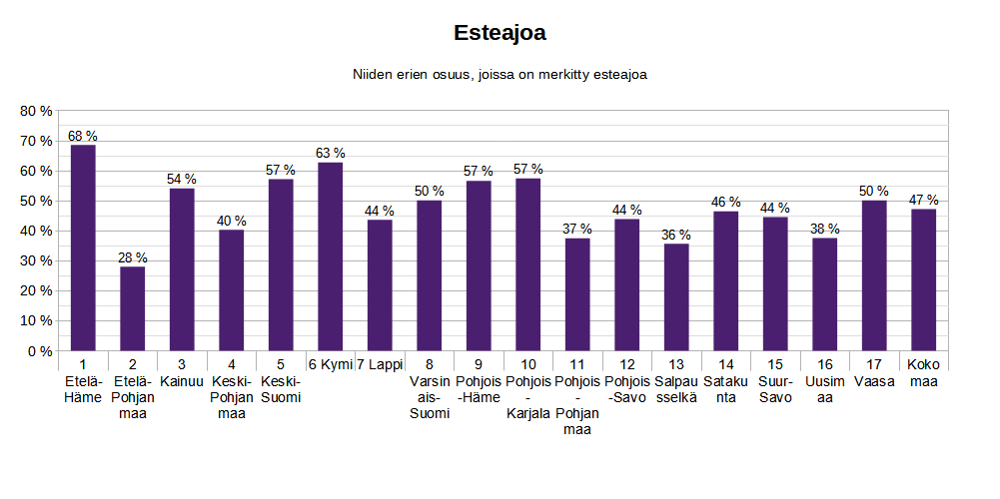 Esteajoa
Niiden erien osuus, joissa on merkitty esteajoa
80 %
70 %
60 %
50 %
40 %
30 %
20 %
10 %
0 %
68 %
28 %
54 %
40 %
57 %
63 %
44 %
50 %
57 %
57 %
37 %
44 %
36 %
46 %
44 %
38 %
50 %
47 %
1
Etelä-
Häme
2
Etelä-
Pohjan
maa
3
Kainuu
4
Keski-
Pohjan
maa
5
Keski-
Suomi
6 Kymi
7 Lappi
8
Varsin
ais-
Suomi
9
Pohjois
-Häme
10
Pohjois
-
Karjala
11
Pohjois
-
Pohjan
maa
12
Pohjois
-Savo
13
Salpau
sselkä
14
Sataku
nta
15
Suur-
Savo
16
Uusim
aa
17
Vaasa
Koko
maa